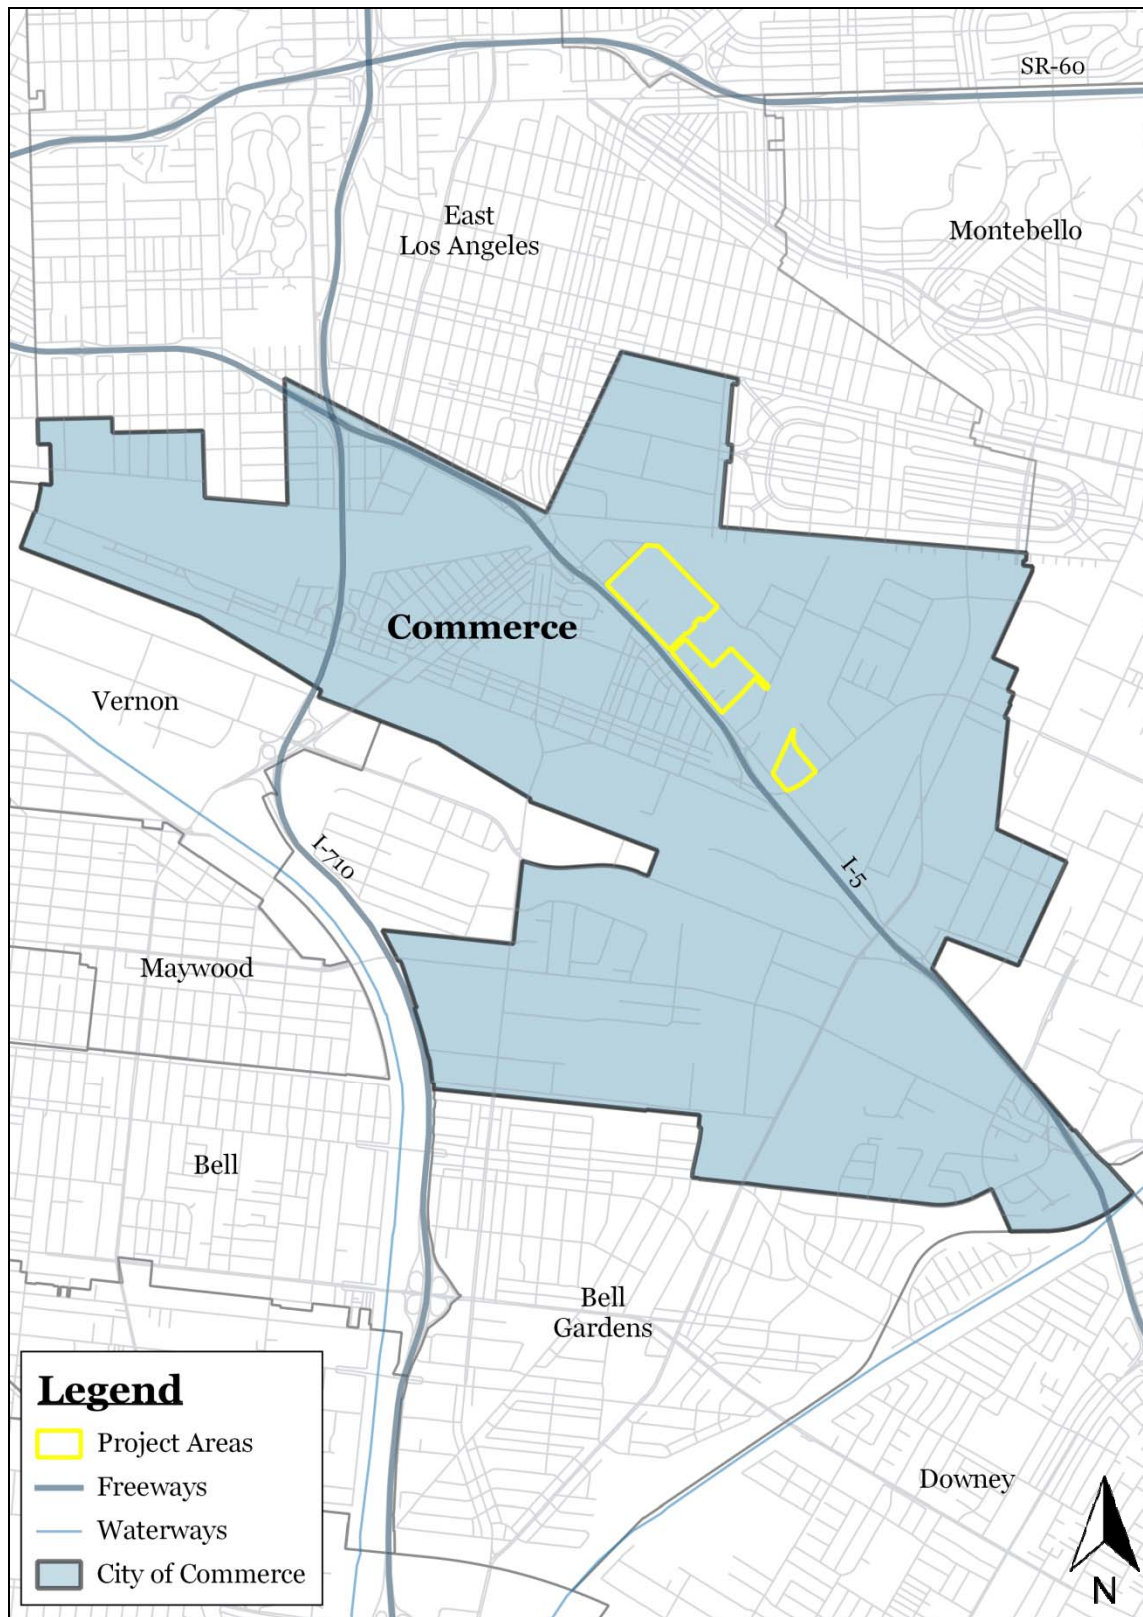 SR-60
East
Los Angeles
Montebello
Commerce
Vernon
I-710
I-5
Maywood
Bell
Bell
Gardens
Legend
Project Areas
Freeways
Waterways
City of Commerce
Downey
N